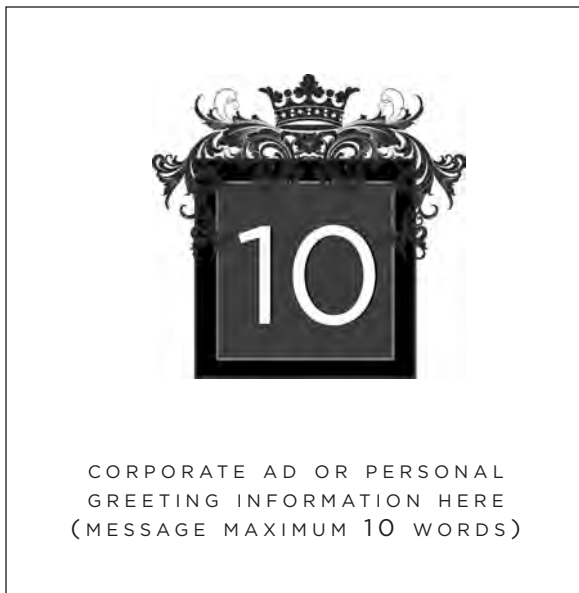 10
CORPORATE AD OR PERSONAL
GREETING INFORMATION HERE
(MESSAGE MAXIMUM 10 WORDS)